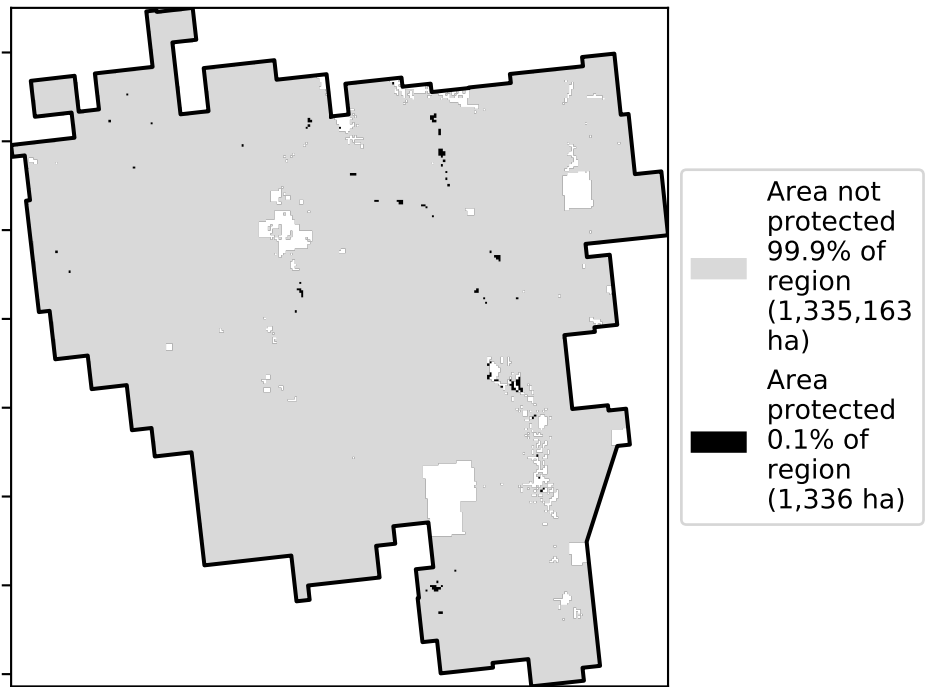 Area not
protected
99.9% of
region
(1,335,163
ha)
Area
protected
0.1% of
region
(1,336 ha)